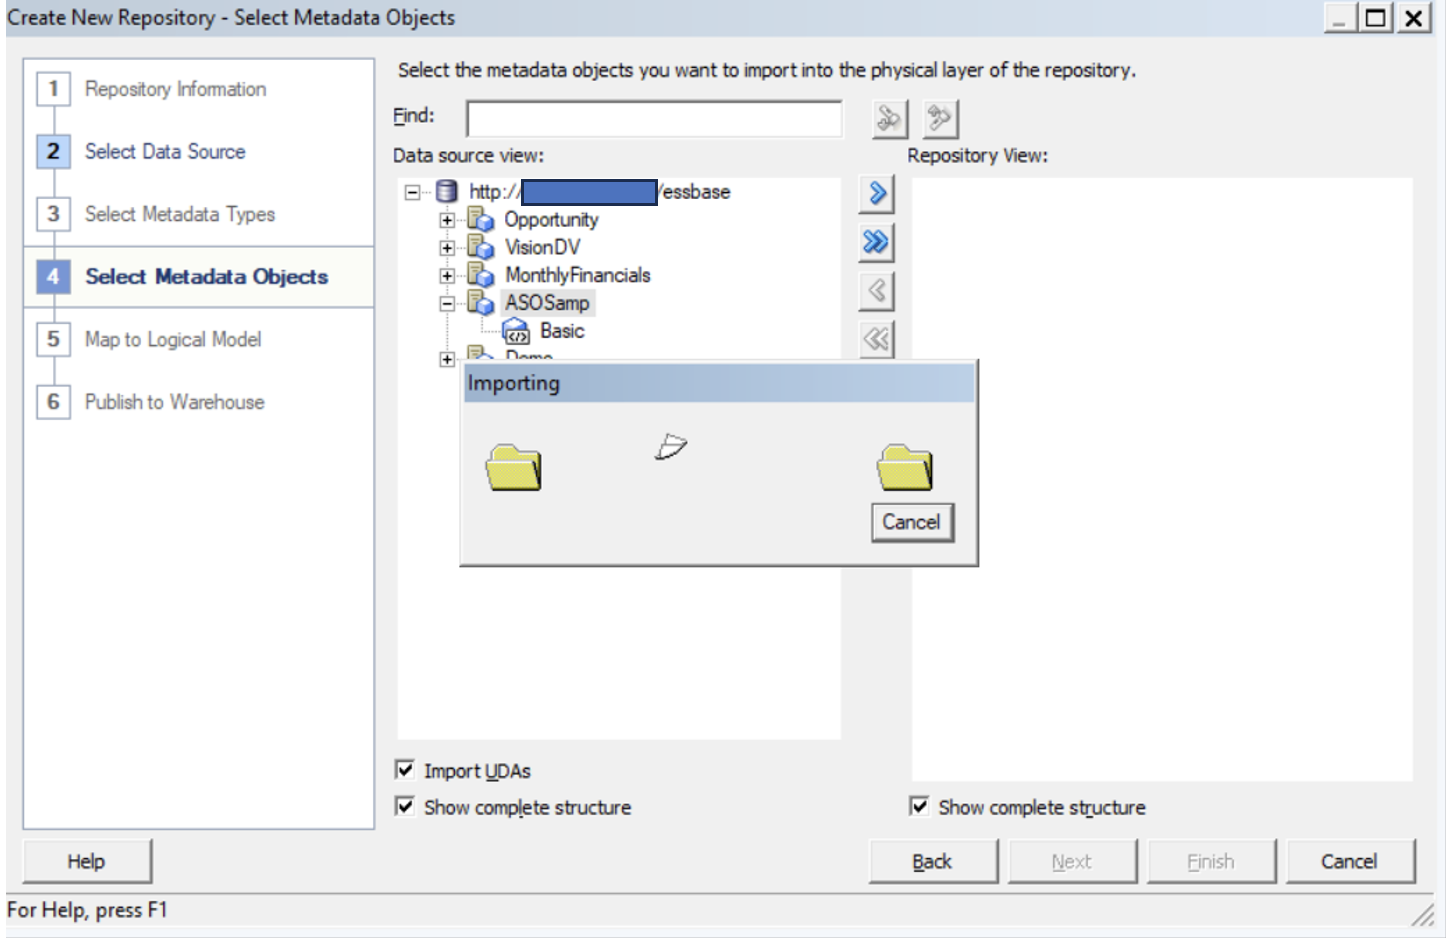 Create New Repository - Select Metadata Objects
1 Repository Information
2 Select Data Source
3 Select Metadata Types
4 Select Metadata Objects
5 Map to Logical Model
6 Publish to Warehouse
Select the metadata objects you want to import into the physical layer of the repository.
Find:
Data source view:
Repository View:
http:// /essbase
Opportunity
VisionDV
MonthlyFinancials
ASOSamp
Basic
Demo
Importing
Cancel
Import UDAs
Show complete structure
Show complete structure
Help
Back
Next
Finish
Cancel
For Help, press F1